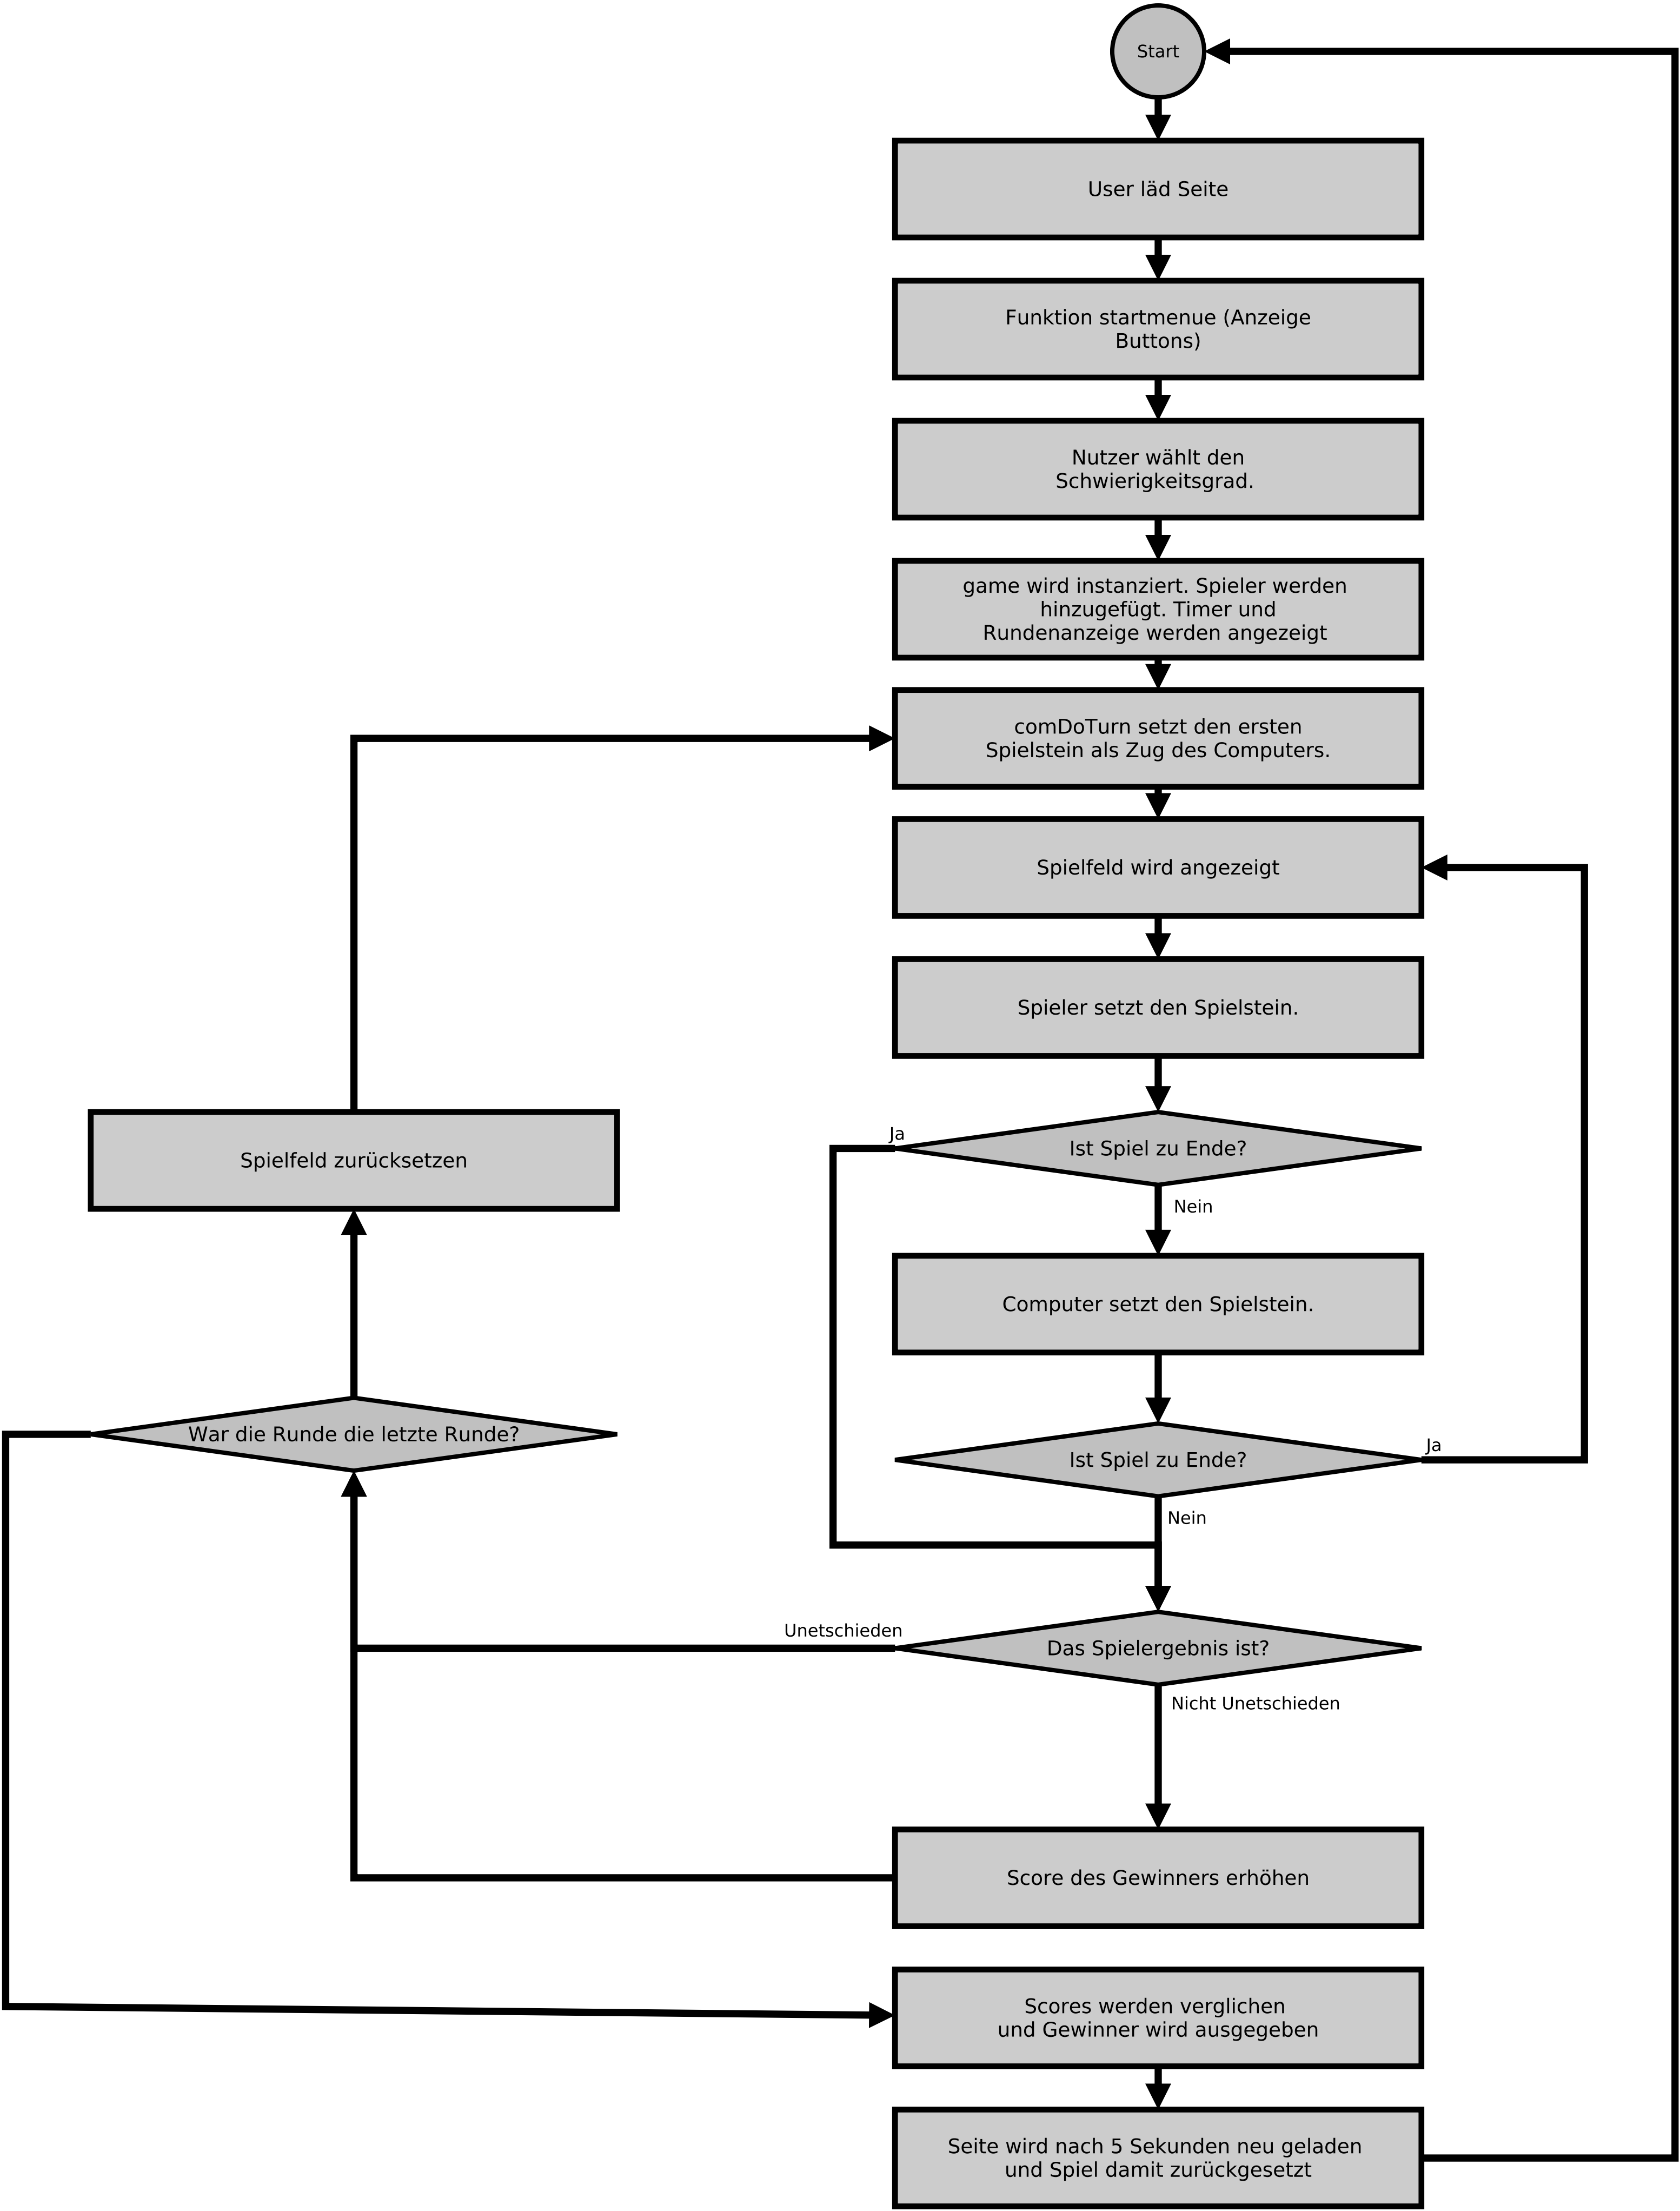 Start
User läd Seite
Funktion startmenue (Anzeige
Buttons)
Nutzer wählt den
Schwierigkeitsgrad.
game wird instanziert. Spieler werden
hinzugefügt. Timer und
Rundenanzeige werden angezeigt
comDoTurn setzt den ersten
Spielstein als Zug des Computers.
Spielfeld wird angezeigt
Spieler setzt den Spielstein.
Ja
Ist Spiel zu Ende?
Spielfeld zurücksetzen
Nein
Computer setzt den Spielstein.
War die Runde die letzte Runde?
Ja
Ist Spiel zu Ende?
Nein
Unetschieden
Das Spielergebnis ist?
Nicht Unetschieden
Score des Gewinners erhöhen
Scores werden verglichen
und Gewinner wird ausgegeben
Seite wird nach 5 Sekunden neu geladen
und Spiel damit zurückgesetzt